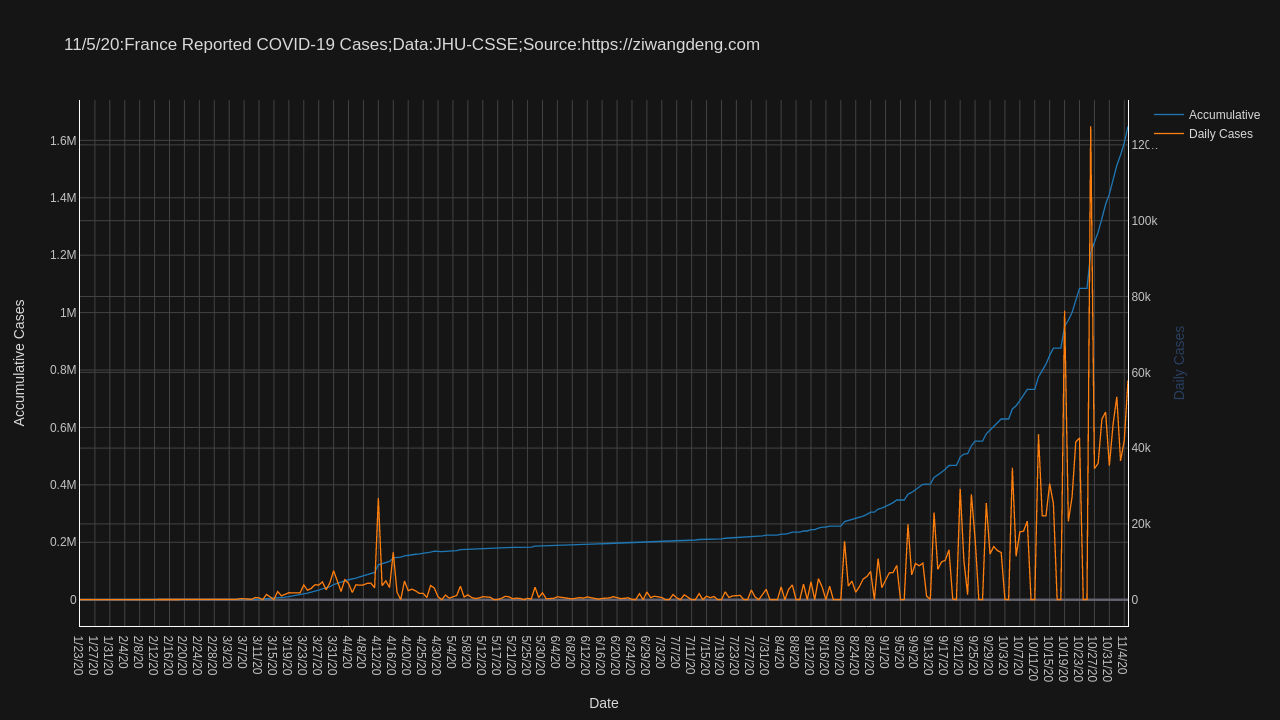 11/5/20:France Reported COVID-19 Cases;Data:JHU-CSSE;Source:https://ziwangdeng.com
Accumulative
Daily Cases
1.6M
1.4M
1.2M
1M
0.8M
0.6M
0.4M
0.2M
0
Accumulative Cases
100k
80k
60k
40k
20k
0
Daily Cases
1/23/20 1/27/20 1/31/20 2/4/20 2/8/20 2/12/20 2/16/20 2/20/20 2/24/20 2/28/20 3/3/20 3/7/20 3/11/20 3/15/20 3/19/20 3/23/20 3/27/20 3/31/20 4/4/20 4/8/20 4/12/20 4/16/20 4/20/20 4/25/20 4/30/20 5/4/20 5/8/20 5/12/20 5/17/20 5/21/20 5/25/20 5/30/20 6/4/20 6/8/20 6/12/20 6/16/20 6/20/20 6/24/20 6/29/20 7/3/20 7/7/20 7/11/20 7/15/20 7/19/20 7/23/20 7/27/20 7/31/20 8/4/20 8/8/20 8/12/20 8/16/20 8/20/20 8/24/20 8/28/20 9/1/20 9/5/20 9/9/20 9/13/20 9/17/20 9/21/20 9/25/20 9/29/20 10/3/20 10/7/20 10/11/20 10/15/20 10/19/20 10/23/20 10/27/20 10/31/20 11/4/20
Date